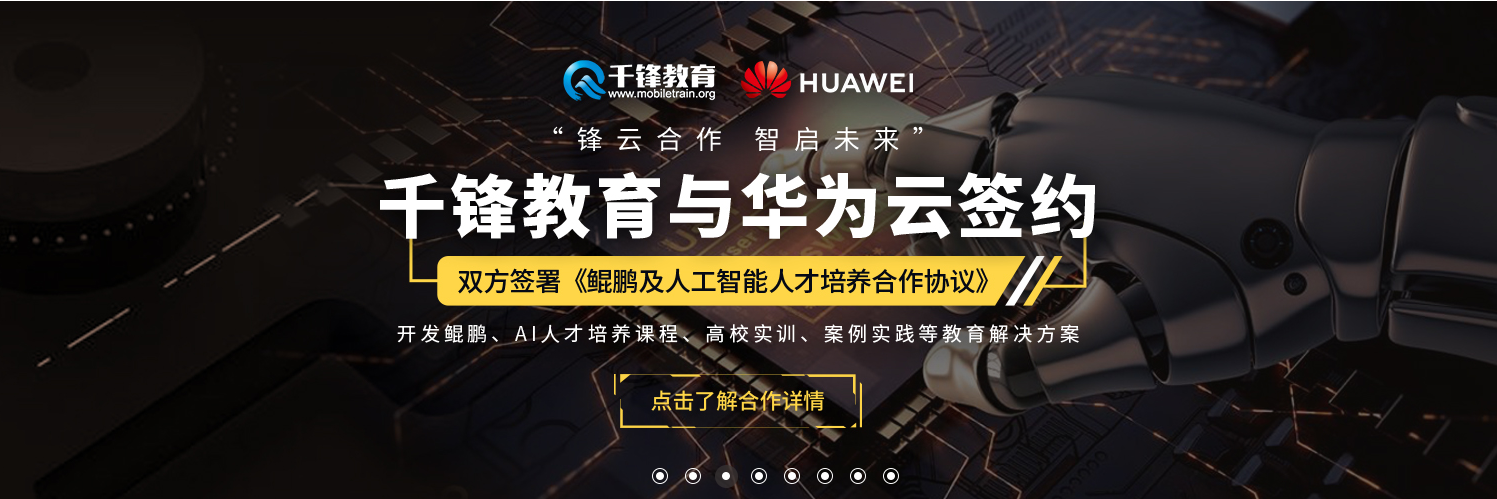 千锋教育 HUAWEI
www.mobiletrain.org
“锋云合作 智启未来”
千锋教育与华为云签约
双方签署《鲲鹏及人工智能人才培养合作协议》
开发鲲鹏、AI人才培养课程、高校实训、案例实践等教育解决方案
点击了解合作详情